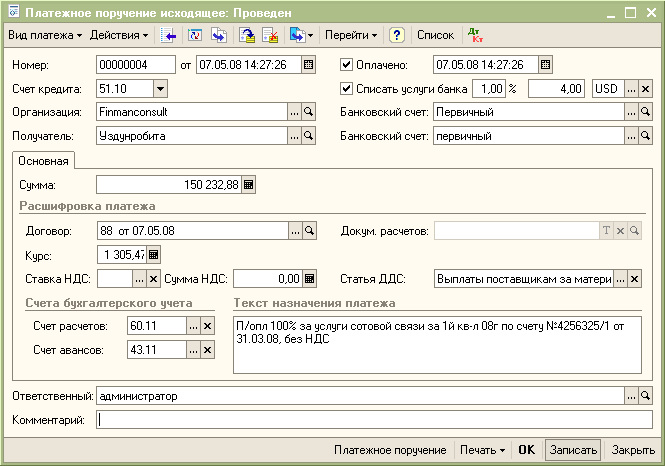 Платежное поручение исходящее: Проведен
Вид платежа Действия Перейти ? Список Дт Кт
Номер: 00000004 от 07.05.08 14:27:26 Оплачено: 07.05.08 14:27:26
Счет кредита: 51.10 Списать услуги банка 1,00 % 4,00 USD ... x
Организация: Finmanconsult ... Банковский счет: Первичный ...
Получатель: Уздунробита ... Банковский счет: первичный ...
Основная
Сумма: 150 232,88
Расшифровка платежа
Договор: 88 от 07.05.08 ... Докум. расчетов: T x
Курс: 1 305,47
Ставка НДС: ... x Сумма НДС: 0,00 Статья ДДС: Выплаты поставщикам за матери ... x
Счета бухгалтерского учета Текст назначения платежа
Счет расчетов: 60.11 ... x П/опл 100% за услуги сотовой связи за 1й кв-л 08г по счету №4256325/1 от
Счет авансов: 43.11 ... x 31.03.08, без НДС
Ответственный: администратор ...
Комментарий:
Платежное поручение Печать OK Записать Закрыть